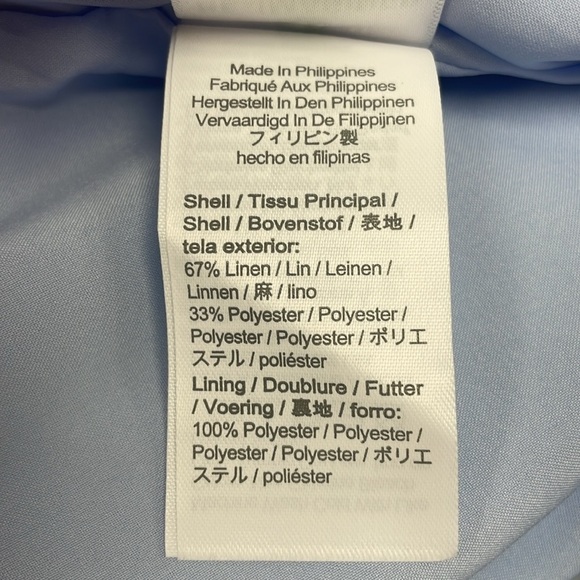 Made In Philippines
Fabriqué Aux Philippines
Hergestellt In Den Philippinen
Vervaardigd In De Filippijnen
フィリピン製
hecho en filipinas
Shell / Tissu Principal /
Shell / Bovenstof / 表地 /
tela exterior:
67% Linen / Lin / Leinen /
Linnen / 麻 / lino
33% Polyester / Polyester /
Polyester / Polyester / ポリエ
ステル / poliéster
Lining / Doublure / Futter
/ Voering / 裏地 / forro:
100% Polyester / Polyester /
Polyester / Polyester / ポリエ
ステル / poliéster